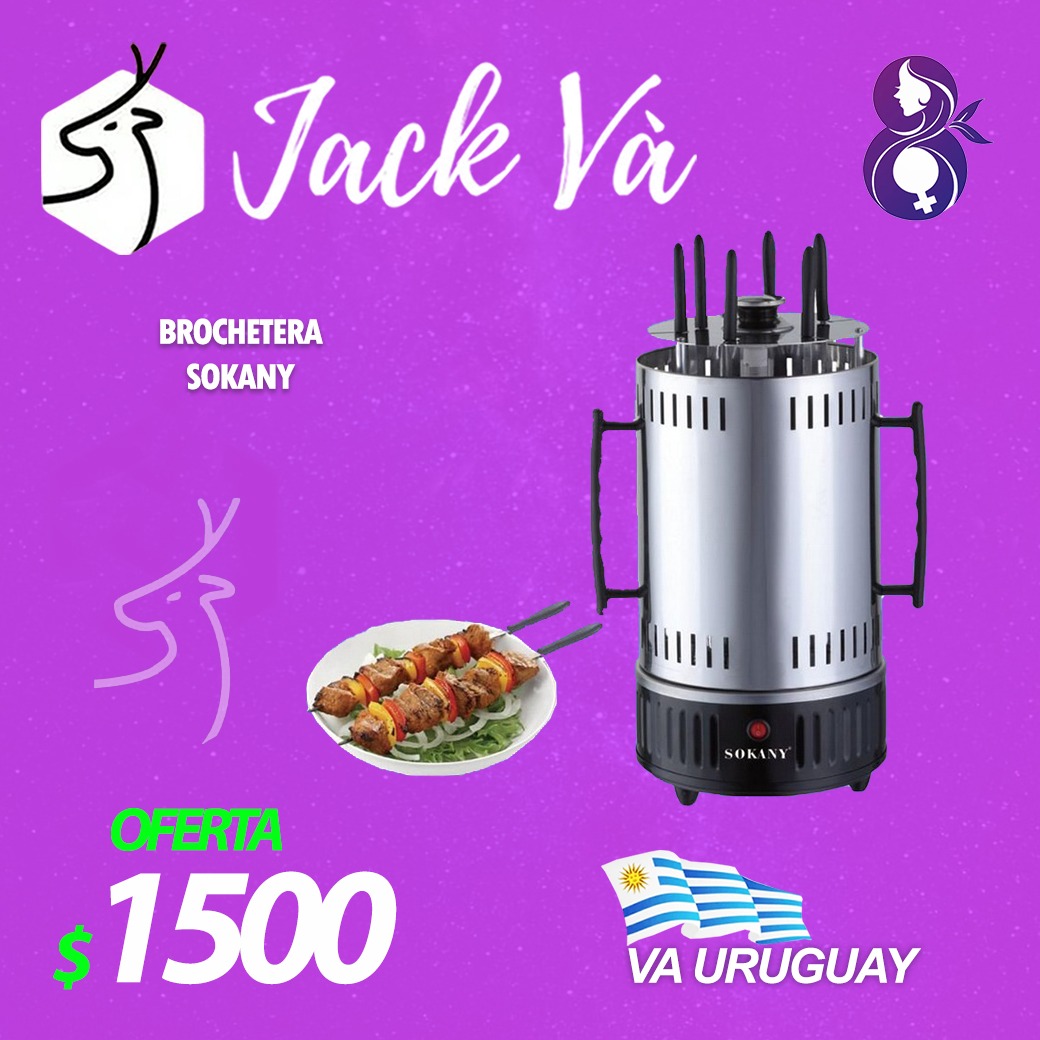 Jack Và
BROCHETERA
SOKANY
SOKANY
OFERTA
$ 1500
VA URUGUAY